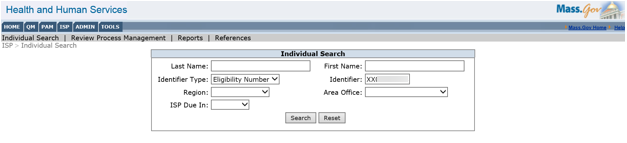 Health and Human Services
Mass.Gov
HOME QM PAM ISP ADMIN TOOLS
Mass.Gov Home Help
Individual Search | Review Process Management | Reports | References
ISP > Individual Search
Individual Search
Last Name: First Name:
Identifier Type: Eligibility Number Identifier: XX
Region: Area Office:
ISP Due In:
Search Reset